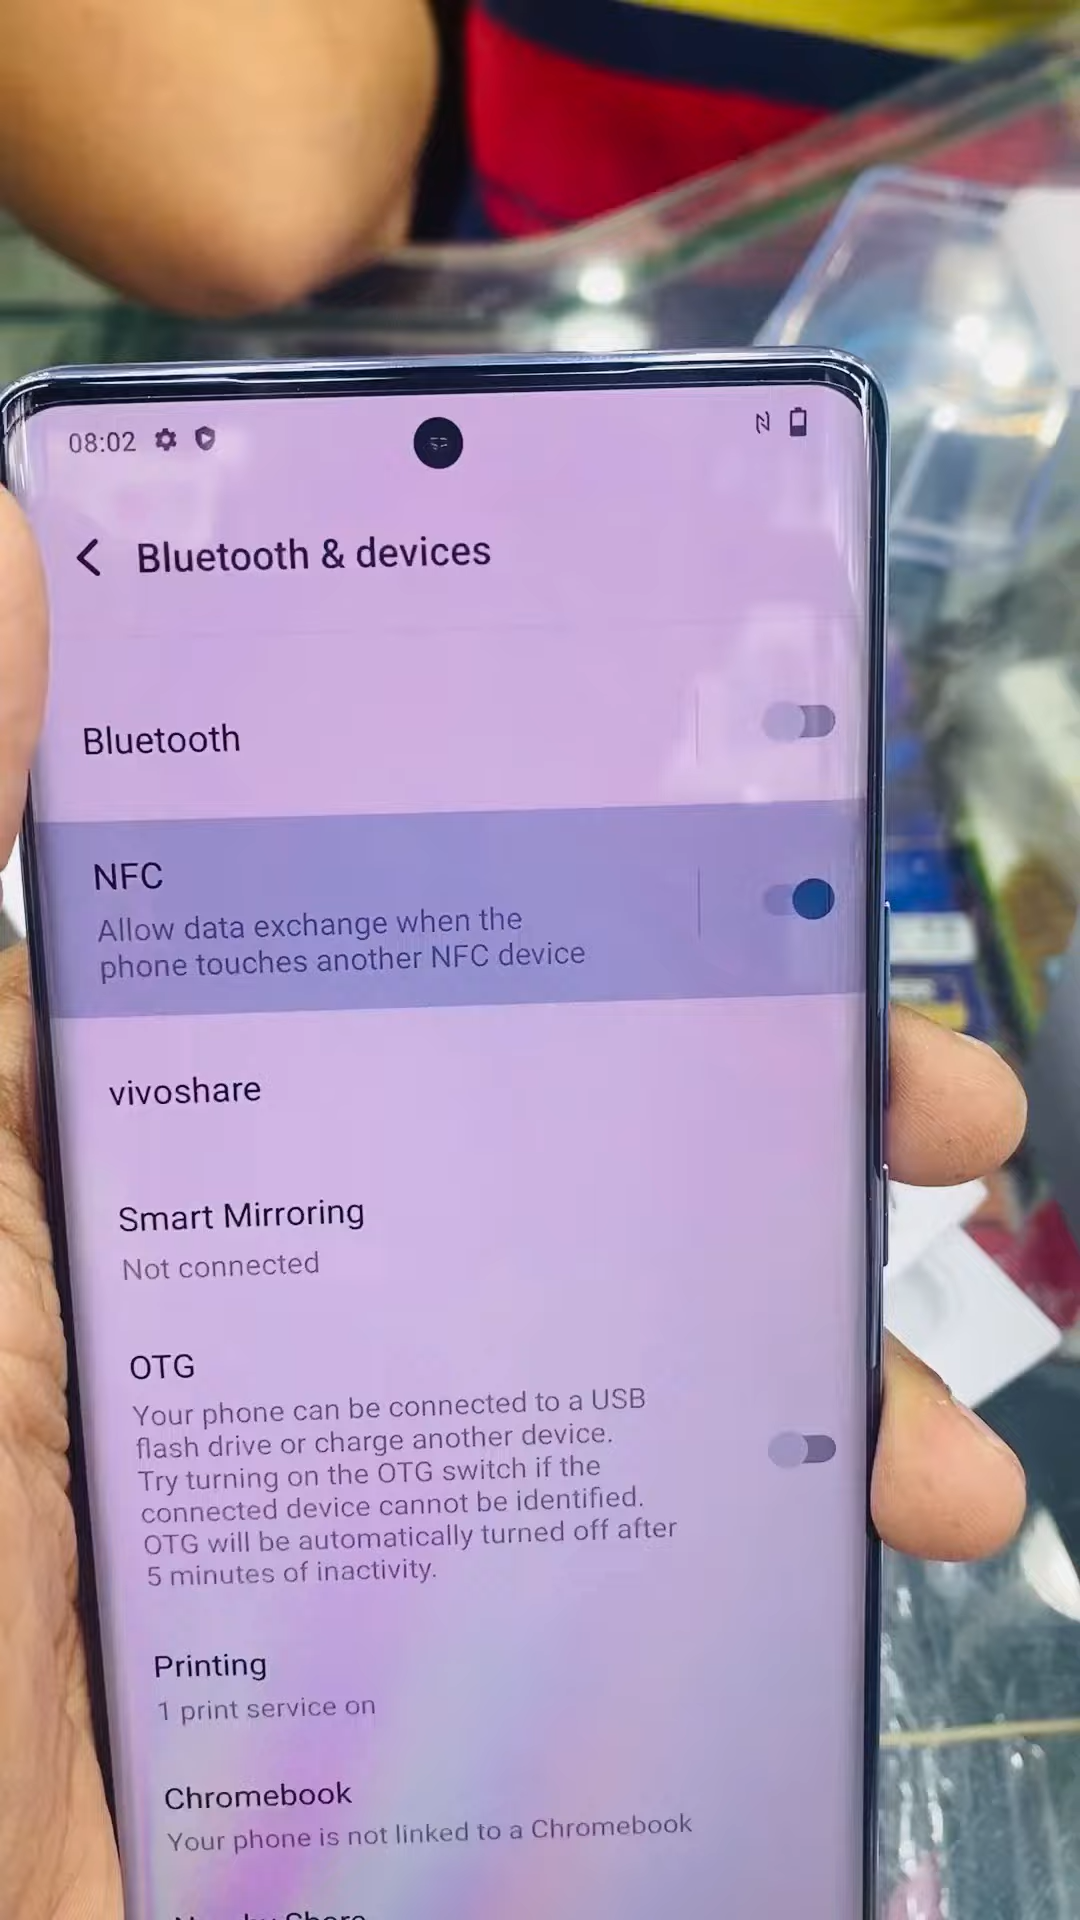 08:02
Bluetooth & devices
Bluetooth
NFC
Allow data exchange when the
phone touches another NFC device
vivoshare
Smart Mirroring
Not connected
OTG
Your phone can be connected to a USB
flash drive or charge another device.
Try turning on the OTG switch if the
connected device cannot be identified.
OTG will be automatically turned off after
5 minutes of inactivity.
Printing
1 print service on
Chromebook
Your phone is not linked to a Chromebook
Nearby Share